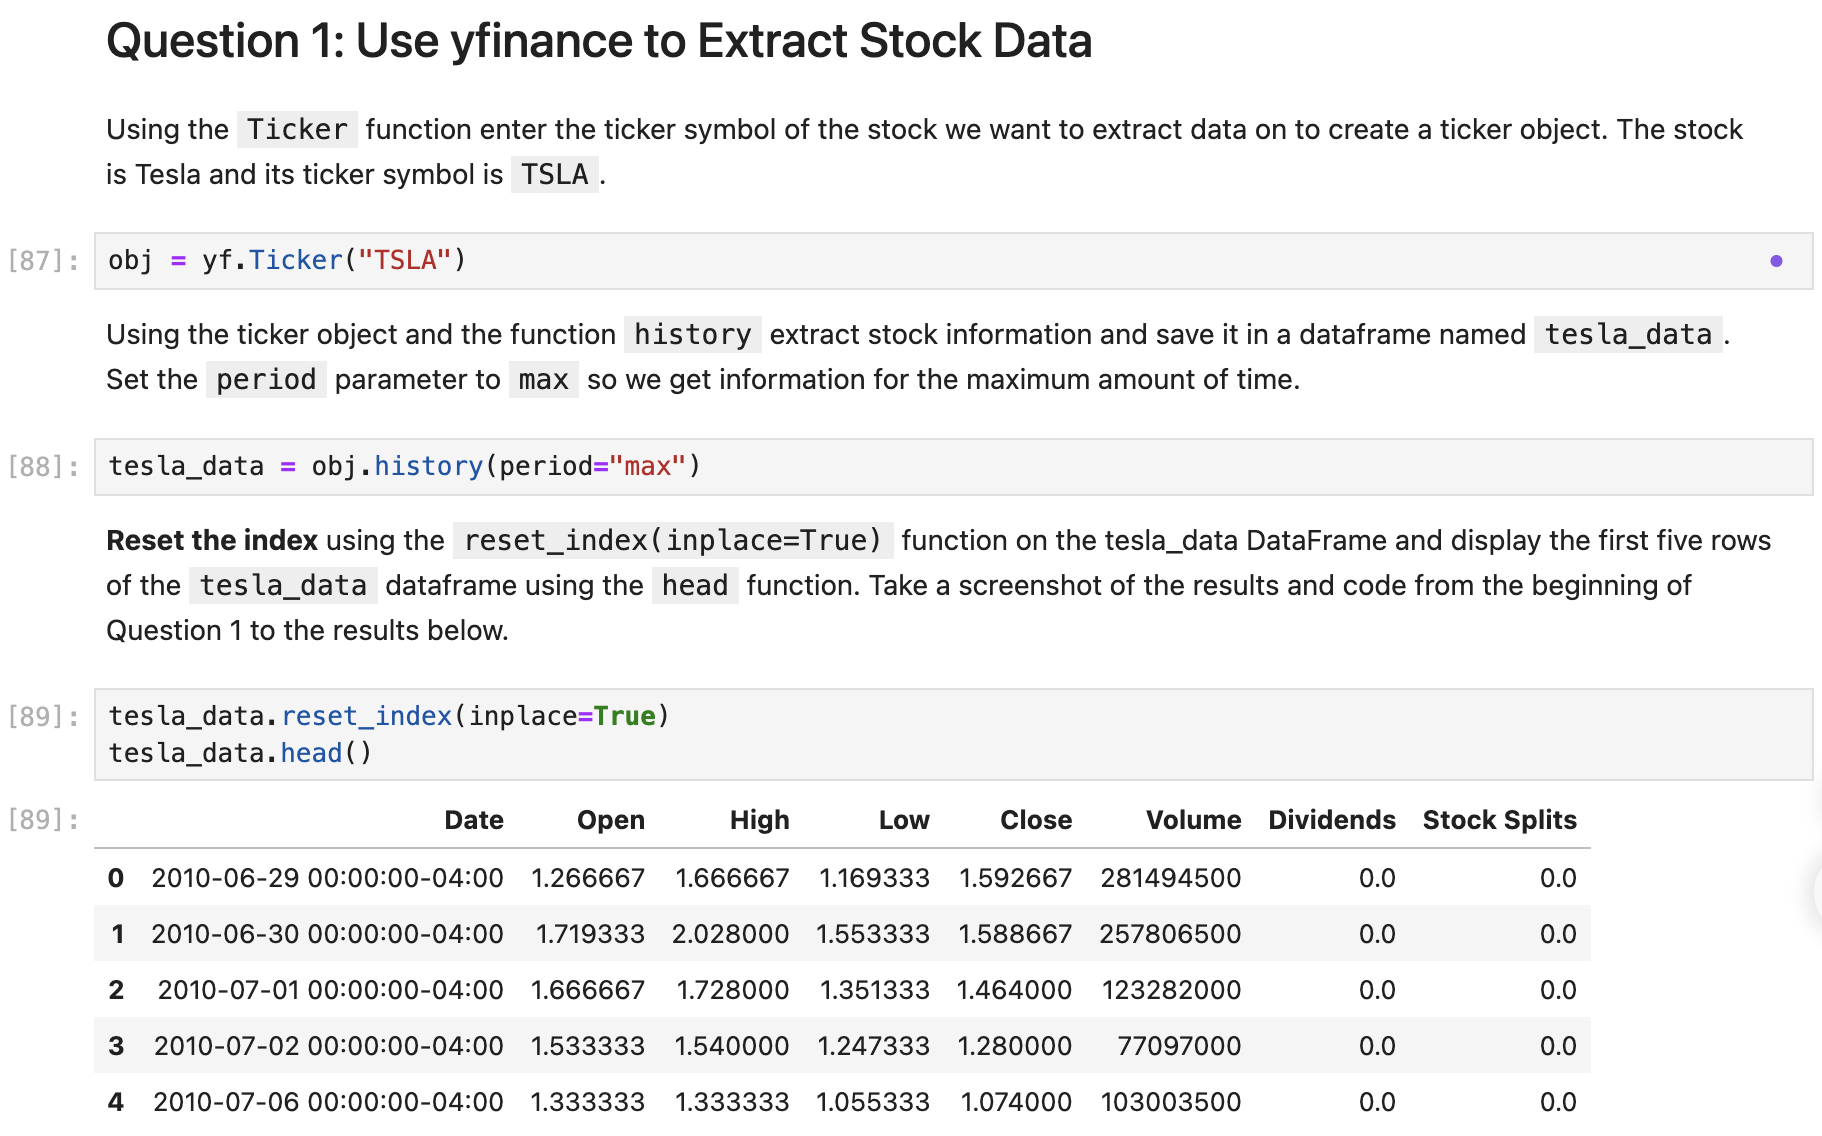 Question 1: Use yfinance to Extract Stock Data
Using the Ticker function enter the ticker symbol of the stock we want to extract data on to create a ticker object. The stock
is Tesla and its ticker symbol is TSLA.
[87]: obj = yf.Ticker("TSLA")
Using the ticker object and the function history extract stock information and save it in a dataframe named tesla_data.
Set the period parameter to max so we get information for the maximum amount of time.
[88]: tesla_data = obj.history(period="max")
Reset the index using the reset_index(inplace=True) function on the tesla_data DataFrame and display the first five rows
of the tesla_data dataframe using the head function. Take a screenshot of the results and code from the beginning of
Question 1 to the results below.
[89]: tesla_data.reset_index(inplace=True)
tesla_data.head()
[89]: Date Open High Low Close Volume Dividends Stock Splits
0 2010-06-29 00:00:00-04:00 1.266667 1.666667 1.169333 1.592667 281494500 0.0 0.0
1 2010-06-30 00:00:00-04:00 1.719333 2.028000 1.553333 1.588667 257806500 0.0 0.0
2 2010-07-01 00:00:00-04:00 1.666667 1.728000 1.351333 1.464000 123282000 0.0 0.0
3 2010-07-02 00:00:00-04:00 1.533333 1.540000 1.247333 1.280000 77097000 0.0 0.0
4 2010-07-06 00:00:00-04:00 1.333333 1.333333 1.055333 1.074000 103003500 0.0 0.0